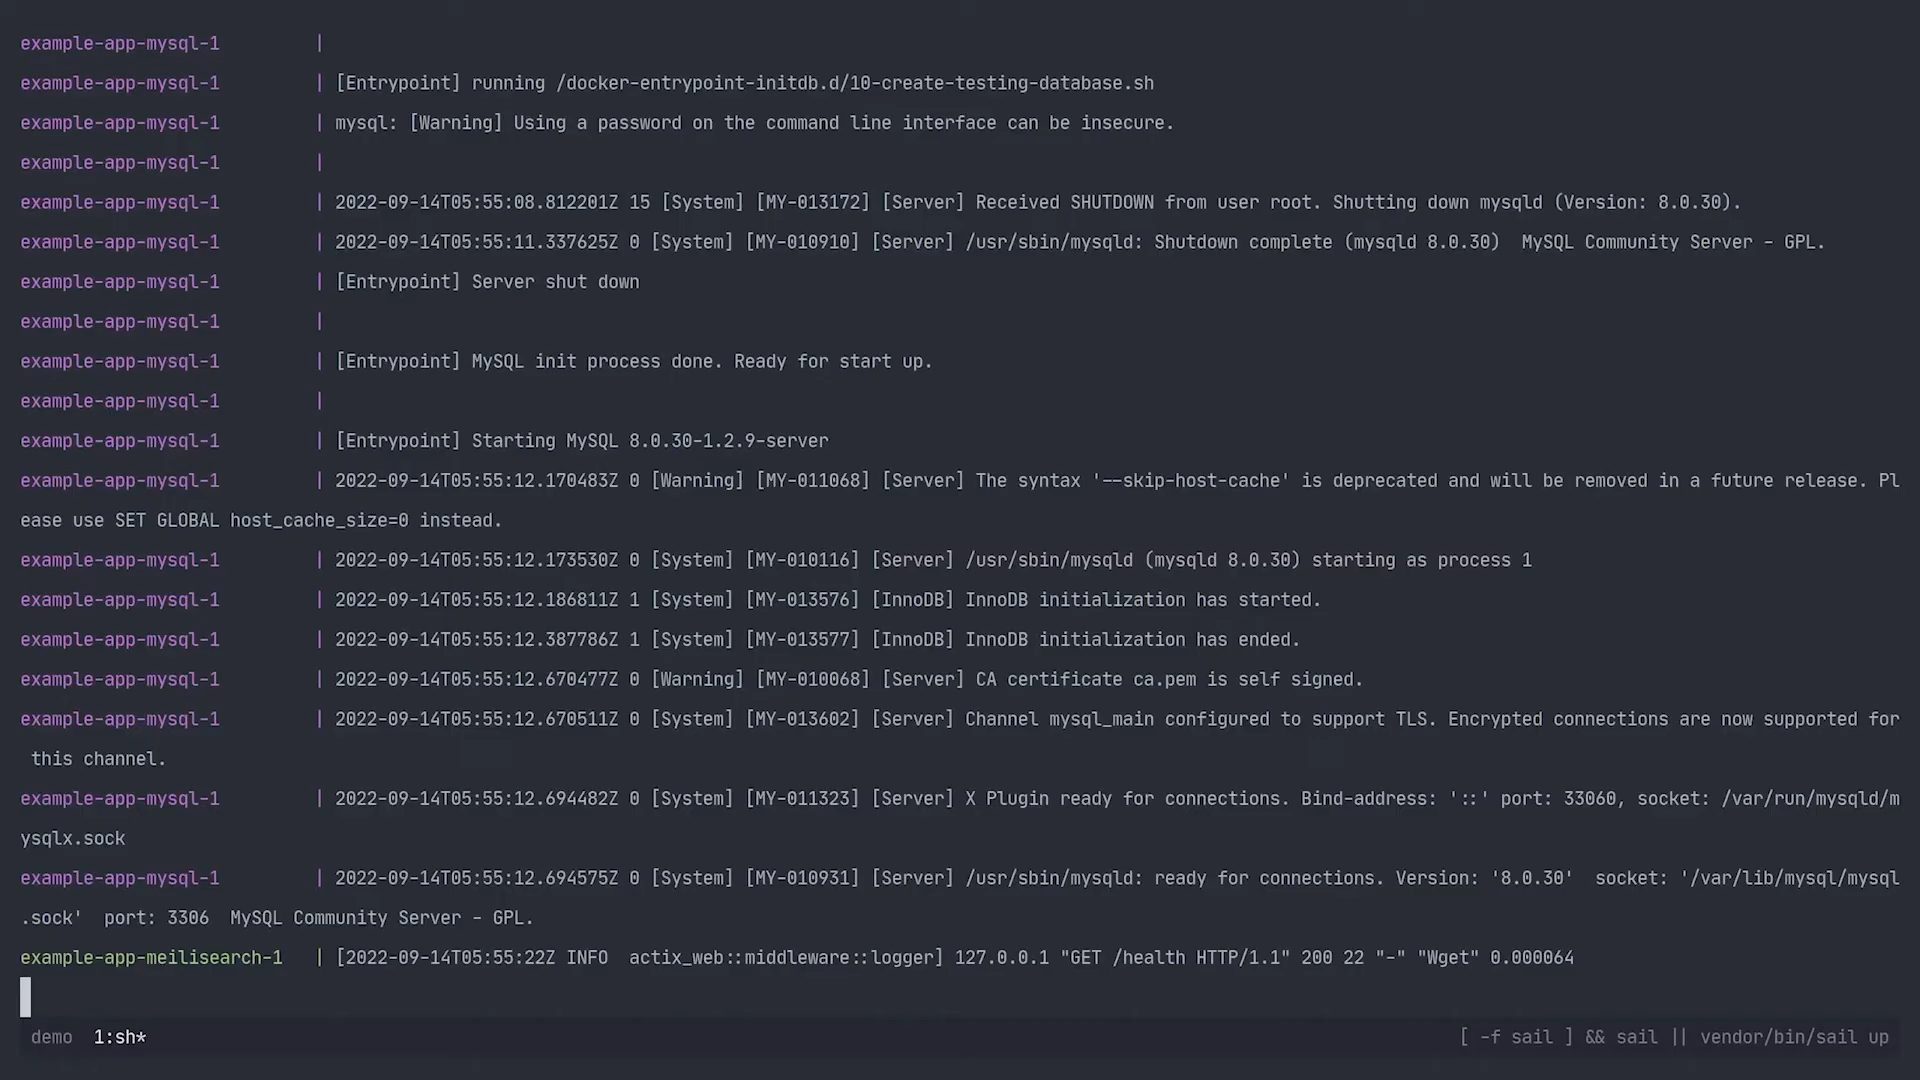 example-app-mysql-1         |
example-app-mysql-1         | [Entrypoint] running /docker-entrypoint-initdb.d/10-create-testing-database.sh
example-app-mysql-1         | mysql: [Warning] Using a password on the command line interface can be insecure.
example-app-mysql-1         |
example-app-mysql-1         | 2022-09-14T05:55:08.812201Z 15 [System] [MY-013172] [Server] Received SHUTDOWN from user root. Shutting down mysqld (Version: 8.0.30).
example-app-mysql-1         | 2022-09-14T05:55:11.337625Z 0 [System] [MY-010910] [Server] /usr/sbin/mysqld: Shutdown complete (mysqld 8.0.30)  MySQL Community Server - GPL.
example-app-mysql-1         | [Entrypoint] Server shut down
example-app-mysql-1         |
example-app-mysql-1         | [Entrypoint] MySQL init process done. Ready for start up.
example-app-mysql-1         |
example-app-mysql-1         | [Entrypoint] Starting MySQL 8.0.30-1.2.9-server
example-app-mysql-1         | 2022-09-14T05:55:12.170483Z 0 [Warning] [MY-011068] [Server] The syntax '--skip-host-cache' is deprecated and will be removed in a future release. Pl
ease use SET GLOBAL host_cache_size=0 instead.
example-app-mysql-1         | 2022-09-14T05:55:12.173530Z 0 [System] [MY-010116] [Server] /usr/sbin/mysqld (mysqld 8.0.30) starting as process 1
example-app-mysql-1         | 2022-09-14T05:55:12.186811Z 1 [System] [MY-013576] [InnoDB] InnoDB initialization has started.
example-app-mysql-1         | 2022-09-14T05:55:12.387786Z 1 [System] [MY-013577] [InnoDB] InnoDB initialization has ended.
example-app-mysql-1         | 2022-09-14T05:55:12.670477Z 0 [Warning] [MY-010068] [Server] CA certificate ca.pem is self signed.
example-app-mysql-1         | 2022-09-14T05:55:12.670511Z 0 [System] [MY-013602] [Server] Channel mysql_main configured to support TLS. Encrypted connections are now supported for
 this channel.
example-app-mysql-1         | 2022-09-14T05:55:12.694482Z 0 [System] [MY-011323] [Server] X Plugin ready for connections. Bind-address: '::' port: 33060, socket: /var/run/mysqld/m
ysqlx.sock
example-app-mysql-1         | 2022-09-14T05:55:12.694575Z 0 [System] [MY-010931] [Server] /usr/sbin/mysqld: ready for connections. Version: '8.0.30'  socket: '/var/lib/mysql/mysql
.sock'  port: 3306  MySQL Community Server - GPL.
example-app-meilisearch-1   | [2022-09-14T05:55:22Z INFO  actix_web::middleware::logger] 127.0.0.1 "GET /health HTTP/1.1" 200 22 "-" "Wget" 0.000064
demo  1:sh*
[ -f sail ] && sail || vendor/bin/sail up